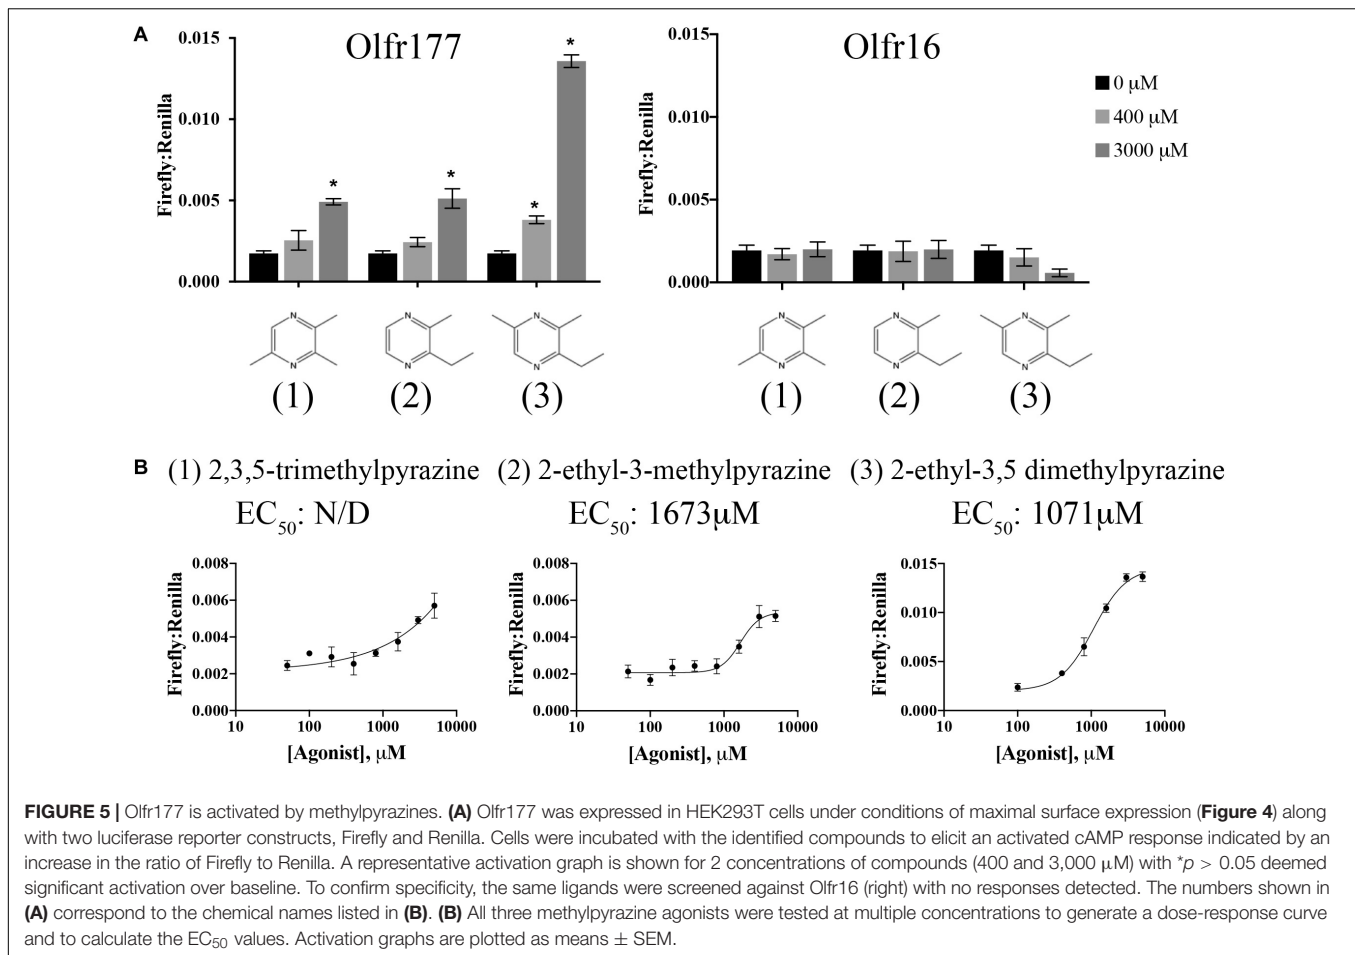 A
Olfr177
Firefly:Renilla
0.015
0.010
0.005
0.000
*
*
*
*
N
N
N
N
N
N
(1)
(2)
(3)
Olfr16
Firefly:Renilla
0.015
0.010
0.005
0.000
0 μM
400 μM
3000 μM
N
N
N
N
N
N
(1)
(2)
(3)
B
(1) 2,3,5-trimethylpyrazine
EC50: N/D
Firefly:Renilla
0.008
0.006
0.004
0.002
0.000
10
100
1000
10000
[Agonist], μM
(2) 2-ethyl-3-methylpyrazine
EC50: 1673μM
Firefly:Renilla
0.008
0.006
0.004
0.002
0.000
10
100
1000
10000
[Agonist], μM
(3) 2-ethyl-3,5 dimethylpyrazine
EC50: 1071μM
Firefly:Renilla
0.015
0.010
0.005
0.000
10
100
1000
10000
[Agonist], μM
FIGURE 5 | Olfr177 is activated by methylpyrazines. (A) Olfr177 was expressed in HEK293T cells under conditions of maximal surface expression (Figure 4) along
with two luciferase reporter constructs, Firefly and Renilla. Cells were incubated with the identified compounds to elicit an activated cAMP response indicated by an
increase in the ratio of Firefly to Renilla. A representative activation graph is shown for 2 concentrations of compounds (400 and 3,000 μM) with *p > 0.05 deemed
significant activation over baseline. To confirm specificity, the same ligands were screened against Olfr16 (right) with no responses detected. The numbers shown in
(A) correspond to the chemical names listed in (B). (B) All three methylpyrazine agonists were tested at multiple concentrations to generate a dose-response curve
and to calculate the EC50 values. Activation graphs are plotted as means ± SEM.